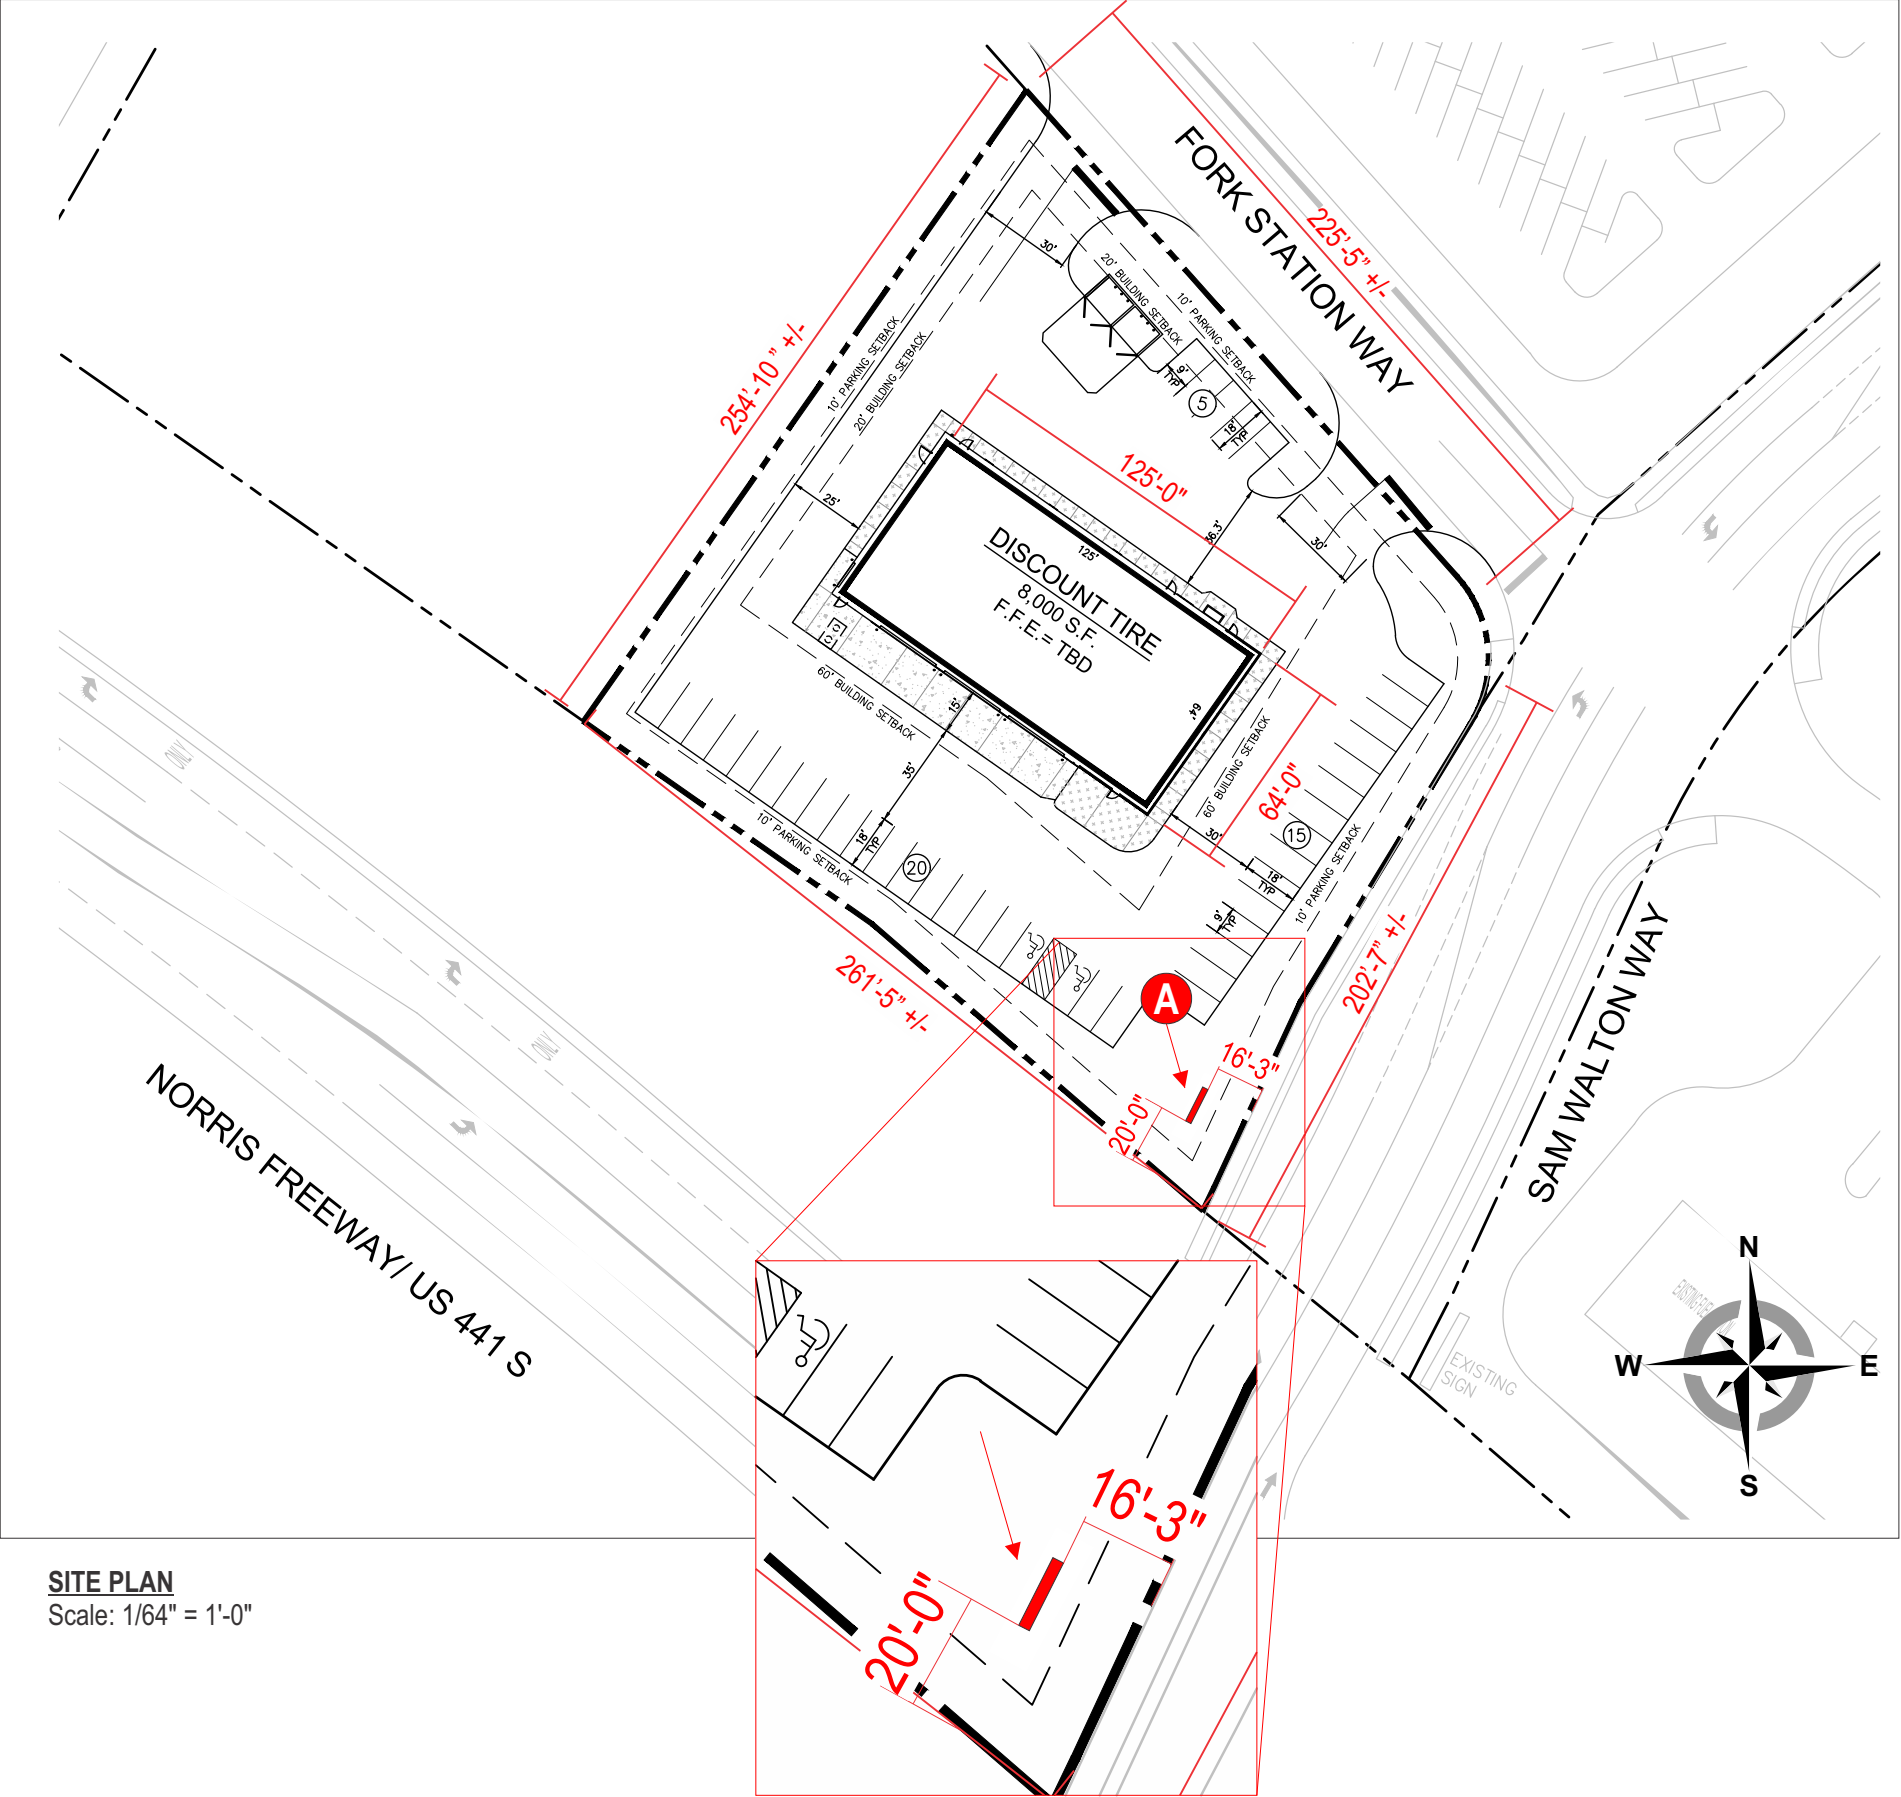 FORK STATION WAY
225'-5" +/-
30'
20' BUILDING SETBACK
10' PARKING SETBACK
10' PARKING SETBACK
20' BUILDING SETBACK
254'-10" +/-
9'
TYP
5
18'
TYP
125'-0"
25'
36.3'
30'
125'
DISCOUNT TIRE
8,000 S.F.
F.F.E.= TBD
64'
60' BUILDING SETBACK
15'
35'
60' BUILDING SETBACK
64'-0"
30'
15
18'
TYP
10' PARKING SETBACK
18'
TYP
10' PARKING SETBACK
20
9'
TYP
261'-5" +/-
202'-7" +/-
A
16'-3"
20'-0"
SAM WALTON WAY
NORRIS FREEWAY/ US 441 S
EXISTING
SIGN
N
W
E
S
16'-3"
20'-0"
SITE PLAN
Scale: 1/64" = 1'-0"